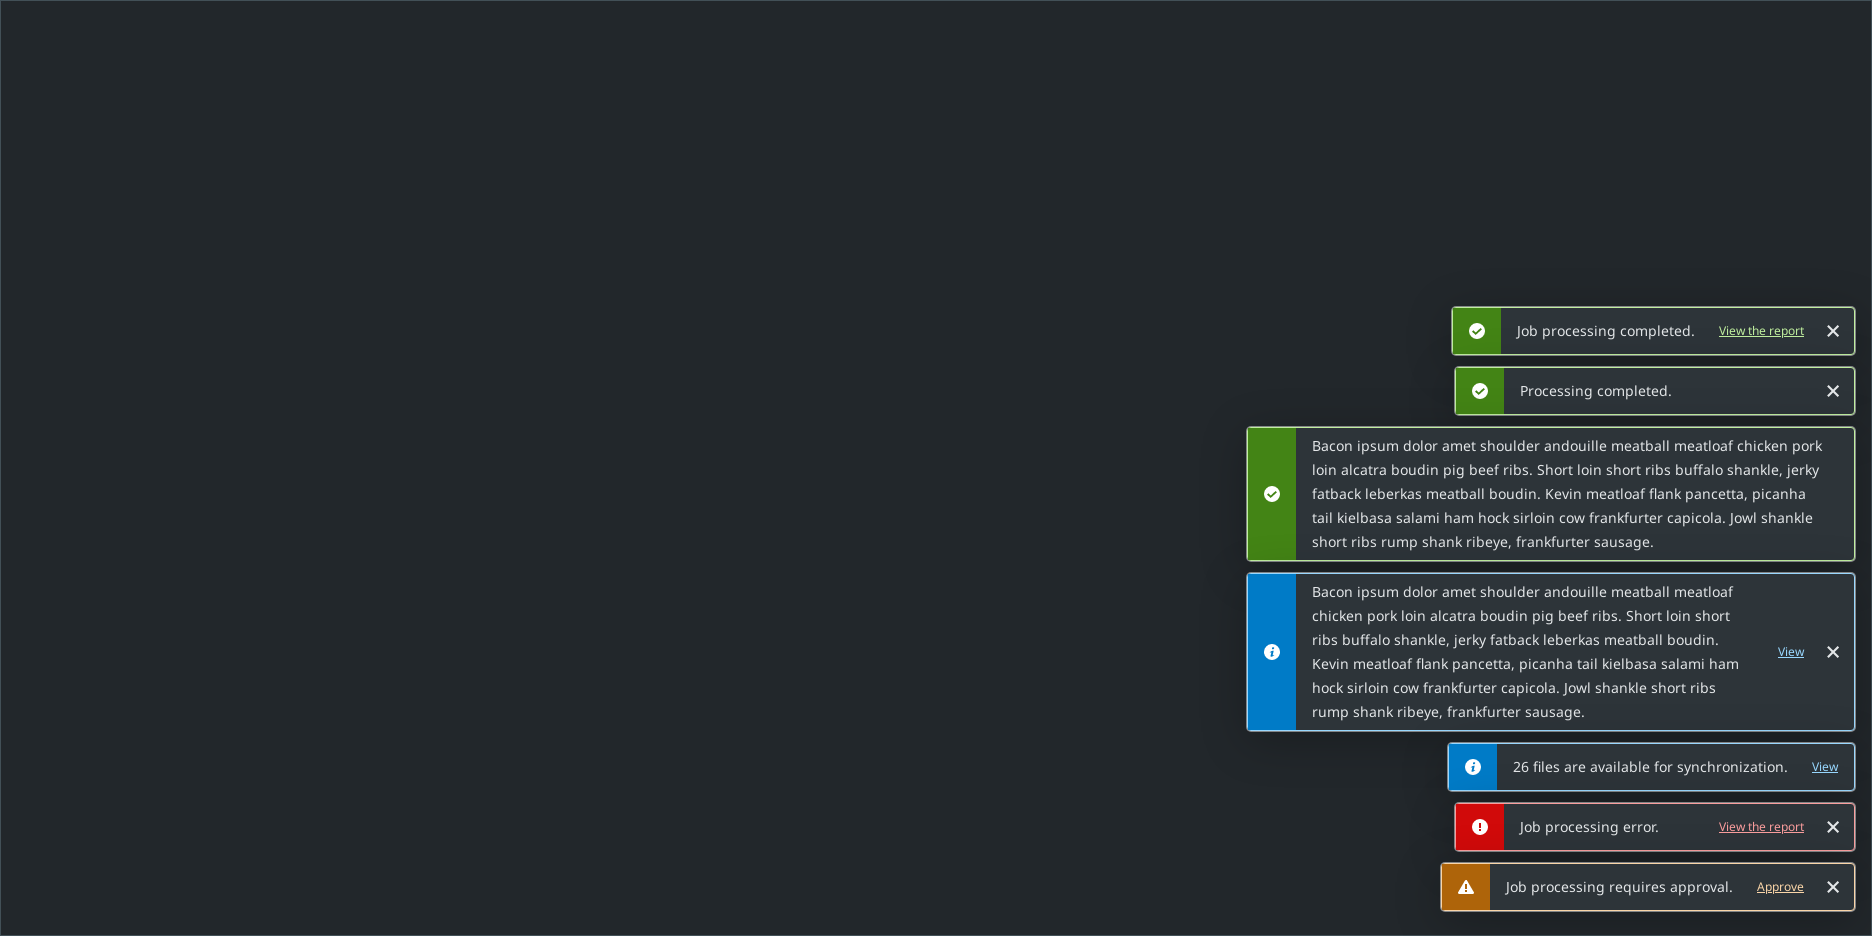 Job processing completed. View the report
Processing completed.
Bacon ipsum dolor amet shoulder andouille meatball meatloaf chicken pork
loin alcatra boudin pig beef ribs. Short loin short ribs buffalo shankle, jerky
fatback leberkas meatball boudin. Kevin meatloaf flank pancetta, picanha
tail kielbasa salami ham hock sirloin cow frankfurter capicola. Jowl shankle
short ribs rump shank ribeye, frankfurter sausage.
Bacon ipsum dolor amet shoulder andouille meatball meatloaf
chicken pork loin alcatra boudin pig beef ribs. Short loin short
ribs buffalo shankle, jerky fatback leberkas meatball boudin.
Kevin meatloaf flank pancetta, picanha tail kielbasa salami ham
hock sirloin cow frankfurter capicola. Jowl shankle short ribs
rump shank ribeye, frankfurter sausage.
View
26 files are available for synchronization. View
Job processing error. View the report
Job processing requires approval. Approve